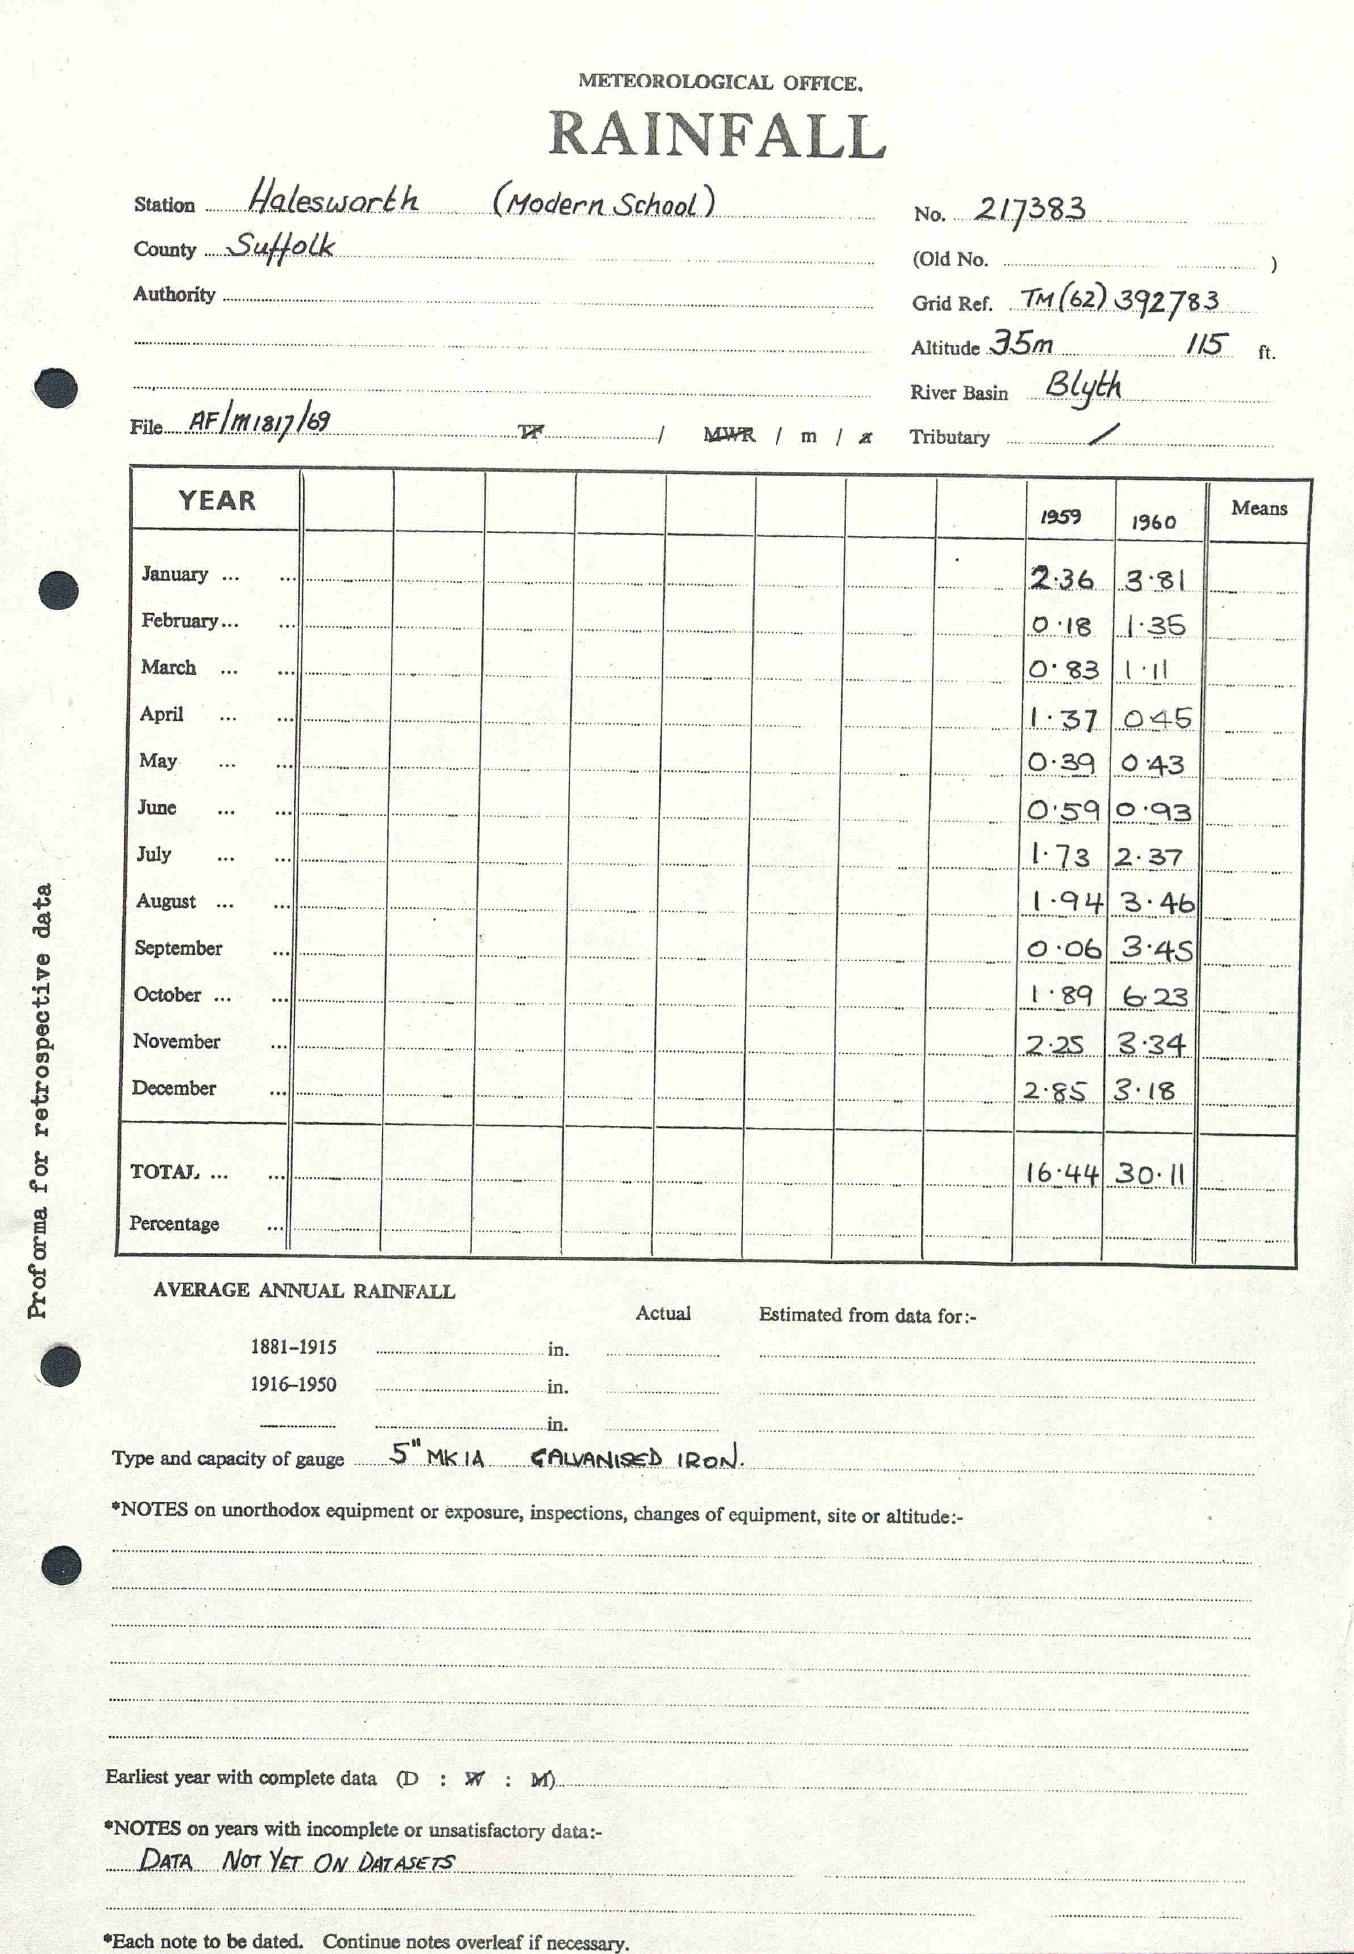 METEOROLOGICAL OFFICE.
RAINFALL
Station Halesworth (Modern School) No. 217383
County Suffolk (Old No. )
Authority Grid Ref. TM(62) 392783
Altitude 35m 115 ft.
River Basin Blyth
File AF/M1817/69 TF / MWR / m / z Tributary /
YEAR 1959 1960 Means
January ... ... 2.36 3.81
February... ... 0.18 1.35
March ... ... 0.83 1.11
April ... ... 1.37 0.45
May ... ... 0.39 0.43
June ... ... 0.59 0.93
July ... ... 1.73 2.37
August ... ... 1.94 3.46
September ... 0.06 3.45
October ... ... 1.89 6.23
November ... 2.25 3.34
December ... 2.85 3.18
TOTAL ... ... 16.44 30.11
Percentage ...
Proforma for retrospective data
AVERAGE ANNUAL RAINFALL
Actual Estimated from data for:-
1881-1915 in.
1916-1950 in.
in.
Type and capacity of gauge 5" MK IA GALVANISED IRON.
*NOTES on unorthodox equipment or exposure, inspections, changes of equipment, site or altitude:-
Earliest year with complete data (D : W : M)
*NOTES on years with incomplete or unsatisfactory data:-
DATA NOT YET ON DATASETS
*Each note to be dated. Continue notes overleaf if necessary.